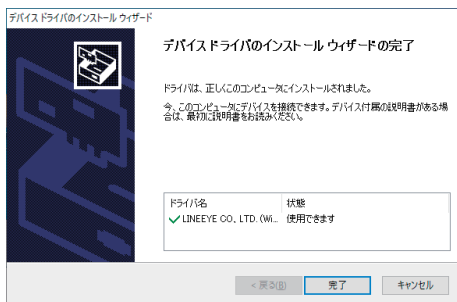 デバイス ドライバのインストール ウィザード
デバイス ドライバのインストール ウィザードの完了
ドライバは、正しくこのコンピュータにインストールされました。
今、このコンピュータにデバイスを接続できます。デバイス付属の説明書がある場
合は、最初に説明書をお読みください。
ドライバ名 状態
LINEEYE CO., LTD. (Wi... 使用できます
< 戻る(B) 完了 キャンセル